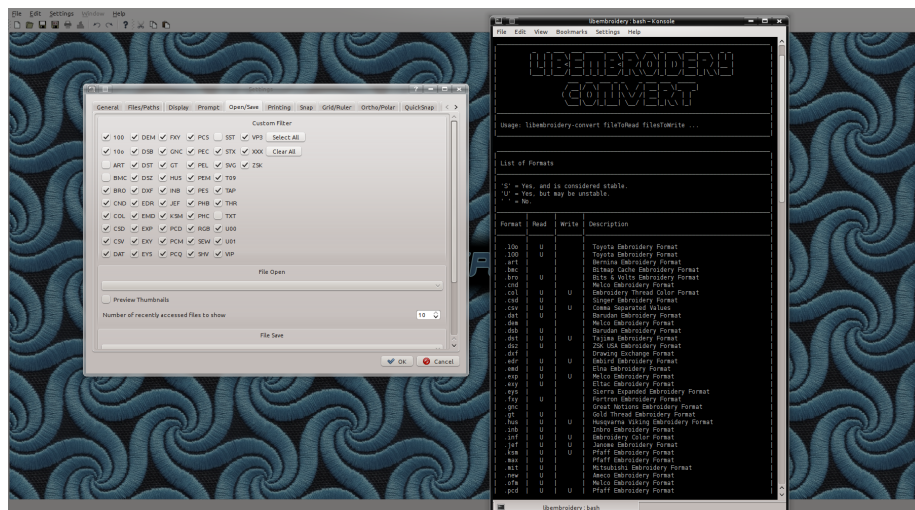 File Edit Settings Window Help
Settings
General Files/Paths Display Prompt Open/Save Printing Snap Grid/Ruler Ortho/Polar QuickSnap
Custom Filter
100 DEM FXY PCS SST VP3 Select All
10o DSB GNC PEC STX XXX Clear All
ART DST GT PEL SVG ZSK
BMC DSZ HUS PEM T09
BRO DXF INB PES TAP
CND EDR JEF PHB THR
COL EMD KSM PHC TXT
CSD EXP PCD RGB U00
CSV EXY PCM SEW U01
DAT EYS PCQ SHV VIP
File Open
Preview Thumbnails
Number of recently accessed files to show 10
File Save
OK Cancel
libembroidery : bash – Konsole
File Edit View Bookmarks Settings Help
LIBEMBROIDERY
CONVERT
Usage: libembroidery-convert fileToRead filesToWrite ...
List of Formats
'S' = Yes, and is considered stable.
'U' = Yes, but may be unstable.
' ' = No.
Format | Read | Write | Description
.10o | U | | Toyota Embroidery Format
.100 | U | | Toyota Embroidery Format
.art | | | Bernina Embroidery Format
.bmc | | | Bitmap Cache Embroidery Format
.bro | U | | Bits & Volts Embroidery Format
.cnd | | | Melco Embroidery Format
.col | U | U | Embroidery Thread Color Format
.csd | U | | Singer Embroidery Format
.csv | U | U | Comma Separated Values
.dat | U | | Barudan Embroidery Format
.dem | | | Melco Embroidery Format
.dsb | U | | Barudan Embroidery Format
.dst | U | U | Tajima Embroidery Format
.dsz | U | | ZSK USA Embroidery Format
.dxf | | | Drawing Exchange Format
.edr | U | U | Embird Embroidery Format
.emd | U | | Elna Embroidery Format
.exp | U | U | Melco Embroidery Format
.exy | U | | Eltac Embroidery Format
.eys | | | Sierra Expanded Embroidery Format
.fxy | U | | Fortron Embroidery Format
.gnc | | | Great Notions Embroidery Format
.gt | U | | Gold Thread Embroidery Format
.hus | U | U | Husqvarna Viking Embroidery Format
.inb | U | | Inbro Embroidery Format
.inf | U | U | Embroidery Color Format
.jef | U | U | Janome Embroidery Format
.ksm | U | U | Pfaff Embroidery Format
.max | U | | Pfaff Embroidery Format
.mit | U | | Mitsubishi Embroidery Format
.new | U | | Ameco Embroidery Format
.ofm | U | | Melco Embroidery Format
.pcd | U | U | Pfaff Embroidery Format
libembroidery : bash